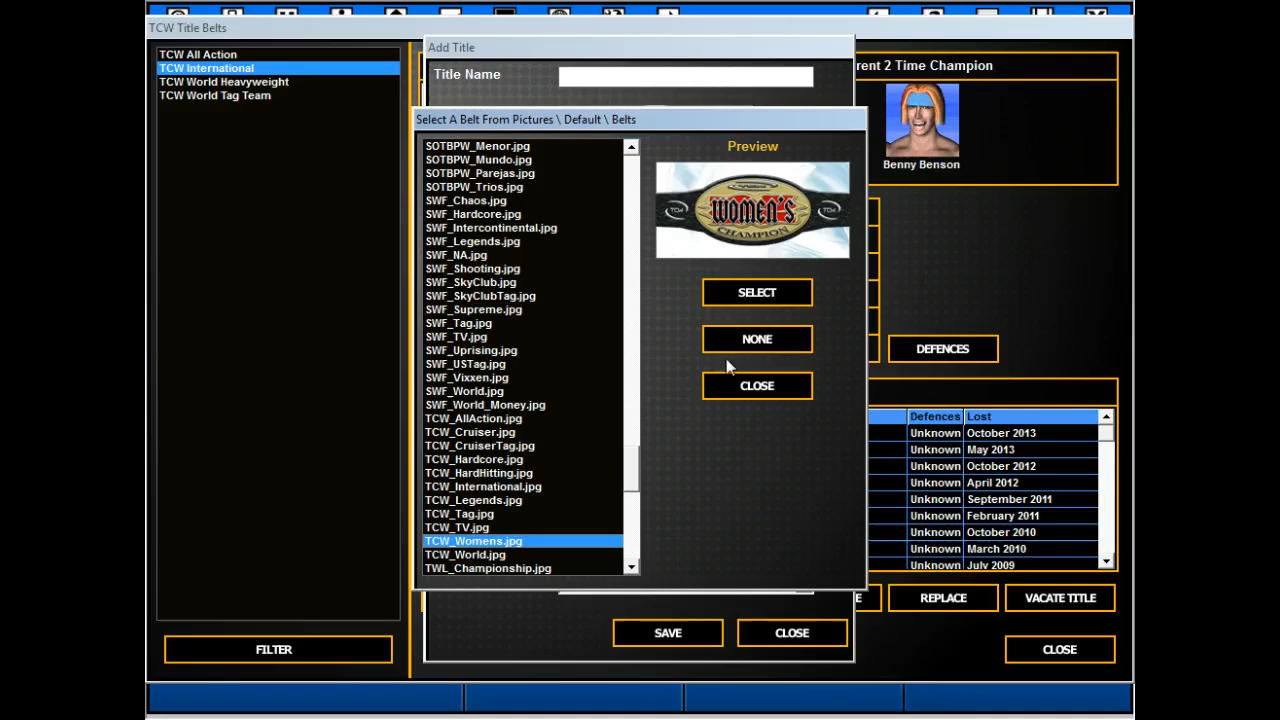 TCW Title Belts
TCW All Action
TCW International
TCW World Heavyweight
TCW World Tag Team
FILTER
Add Title
Title Name
Select A Belt From Pictures \ Default \ Belts
SOTBPW_Menor.jpg
SOTBPW_Mundo.jpg
SOTBPW_Parejas.jpg
SOTBPW_Trios.jpg
SWF_Chaos.jpg
SWF_Hardcore.jpg
SWF_Intercontinental.jpg
SWF_Legends.jpg
SWF_NA.jpg
SWF_Shooting.jpg
SWF_SkyClub.jpg
SWF_SkyClubTag.jpg
SWF_Supreme.jpg
SWF_Tag.jpg
SWF_TV.jpg
SWF_Uprising.jpg
SWF_USTag.jpg
SWF_Vixxen.jpg
SWF_World.jpg
SWF_World_Money.jpg
TCW_AllAction.jpg
TCW_Cruiser.jpg
TCW_CruiserTag.jpg
TCW_Hardcore.jpg
TCW_HardHitting.jpg
TCW_International.jpg
TCW_Legends.jpg
TCW_Tag.jpg
TCW_TV.jpg
TCW_Womens.jpg
TCW_World.jpg
TWL_Championship.jpg
Preview
TCW WOMEN'S TCW
CHAMPION
SELECT
NONE
CLOSE
SAVE CLOSE
rent 2 Time Champion
Benny Benson
DEFENCES
Defences Lost
Unknown October 2013
Unknown May 2013
Unknown October 2012
Unknown April 2012
Unknown September 2011
Unknown February 2011
Unknown October 2010
Unknown March 2010
Unknown July 2009
E REPLACE VACATE TITLE
CLOSE